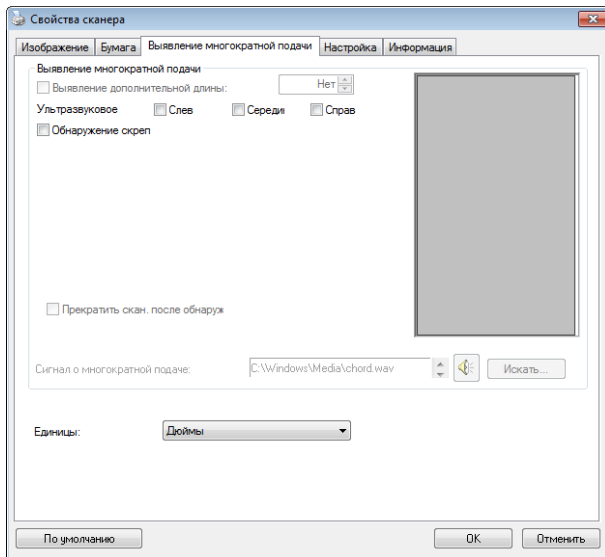 Свойства сканера
Изображение Бумага Выявление многократной подачи Настройка Информация
Выявление многократной подачи
Выявление дополнительной длины: Нет
Ультразвуковое Слев Середин Справ
Обнаружение скреп
Прекратить скан. после обнаруж
Сигнал о многократной подаче: C:\Windows\Media\chord.wav Искать...
Единицы: Дюймы
По умолчанию OK Отменить